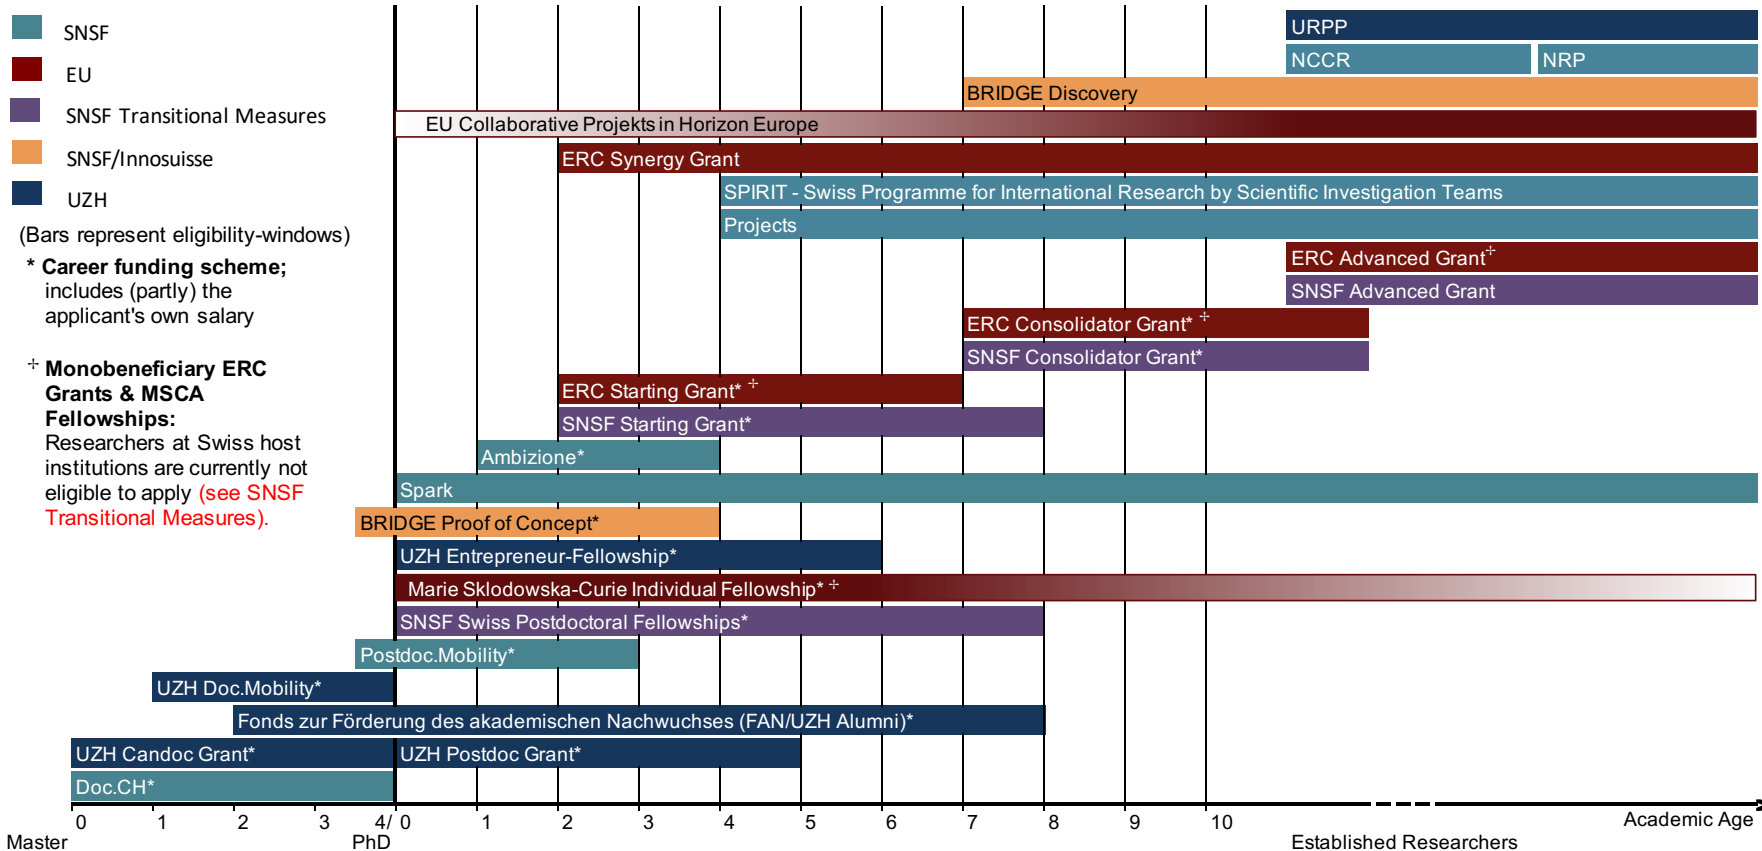 SNSF
EU
SNSF Transitional Measures
SNSF/Innosuisse
UZH
(Bars represent eligibility-windows)
* Career funding scheme;
includes (partly) the
applicant's own salary
✢ Monobeneficiary ERC
Grants & MSCA
Fellowships:
Researchers at Swiss host
institutions are currently not
eligible to apply (see SNSF
Transitional Measures).
URPP
NCCR NRP
BRIDGE Discovery
EU Collaborative Projekts in Horizon Europe
ERC Synergy Grant
SPIRIT - Swiss Programme for International Research by Scientific Investigation Teams
Projects
ERC Advanced Grant✢
SNSF Advanced Grant
ERC Consolidator Grant* ✢
SNSF Consolidator Grant*
ERC Starting Grant* ✢
SNSF Starting Grant*
Ambizione*
Spark
BRIDGE Proof of Concept*
UZH Entrepreneur-Fellowship*
Marie Sklodowska-Curie Individual Fellowship* ✢
SNSF Swiss Postdoctoral Fellowships*
Postdoc.Mobility*
UZH Doc.Mobility*
Fonds zur Förderung des akademischen Nachwuchses (FAN/UZH Alumni)*
UZH Candoc Grant* UZH Postdoc Grant*
Doc.CH*
0 1 2 3 4/ 0 1 2 3 4 5 6 7 8 9 10 Academic Age
Master PhD Established Researchers